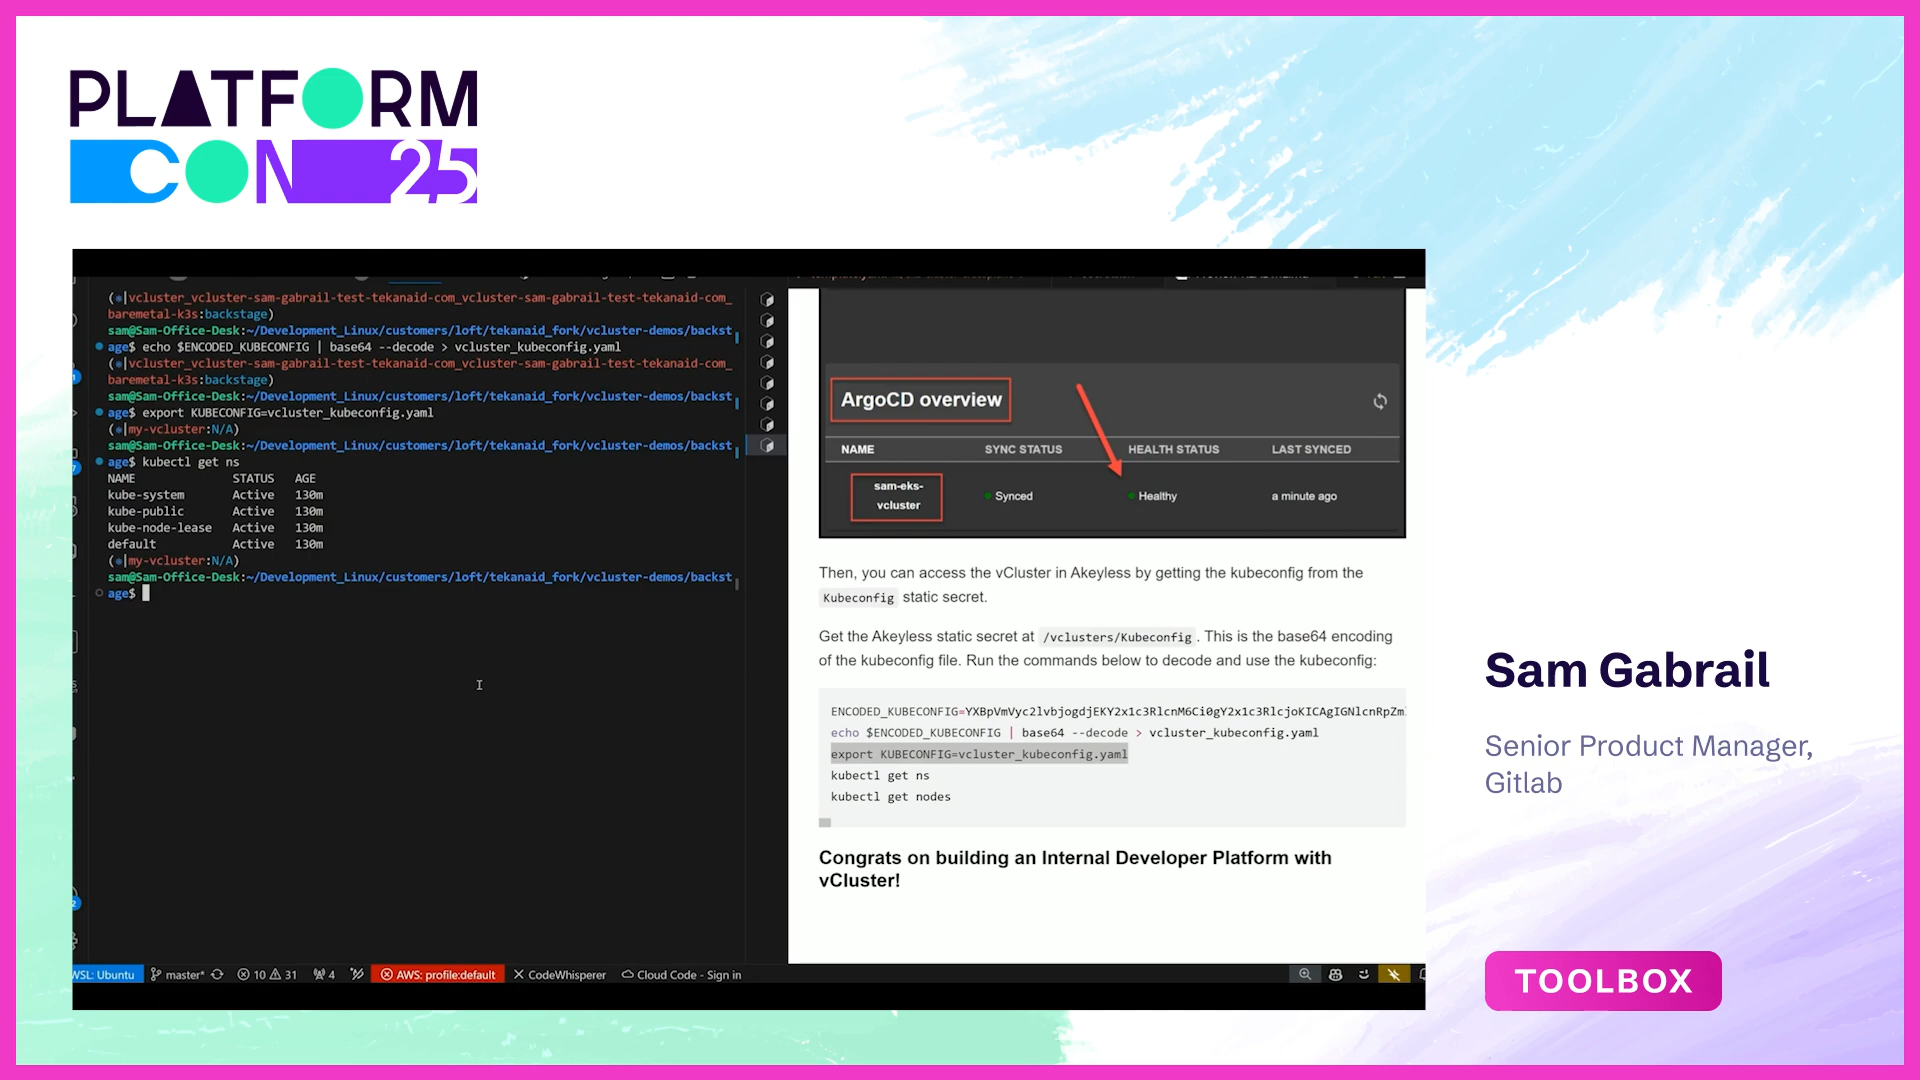 PLATFORM
CON 25
(⎈|vcluster_vcluster-sam-gabrail-test-tekanaid-com_vcluster-sam-gabrail-test-tekanaid-com_
baremetal-k3s:backstage)
sam@Sam-Office-Desk:~/Development_Linux/customers/loft/tekanaid_fork/vcluster-demos/backst
age$ echo $ENCODED_KUBECONFIG | base64 --decode > vcluster_kubeconfig.yaml
(⎈|vcluster_vcluster-sam-gabrail-test-tekanaid-com_vcluster-sam-gabrail-test-tekanaid-com_
baremetal-k3s:backstage)
sam@Sam-Office-Desk:~/Development_Linux/customers/loft/tekanaid_fork/vcluster-demos/backst
age$ export KUBECONFIG=vcluster_kubeconfig.yaml
(⎈|my-vcluster:N/A)
sam@Sam-Office-Desk:~/Development_Linux/customers/loft/tekanaid_fork/vcluster-demos/backst
age$ kubectl get ns
NAME STATUS AGE
kube-system Active 130m
kube-public Active 130m
kube-node-lease Active 130m
default Active 130m
(⎈|my-vcluster:N/A)
sam@Sam-Office-Desk:~/Development_Linux/customers/loft/tekanaid_fork/vcluster-demos/backst
age$
ArgoCD overview
NAME SYNC STATUS HEALTH STATUS LAST SYNCED
sam-eks-
vcluster Synced Healthy a minute ago
Then, you can access the vCluster in Akeyless by getting the kubeconfig from the
Kubeconfig static secret.
Get the Akeyless static secret at /vclusters/Kubeconfig . This is the base64 encoding
of the kubeconfig file. Run the commands below to decode and use the kubeconfig:
ENCODED_KUBECONFIG=YXBpVmVyc2lvbjogdjEKY2x1c3RlcnM6Ci0gY2x1c3RlcjoKICAgIGNlcnRpZm
echo $ENCODED_KUBECONFIG | base64 --decode > vcluster_kubeconfig.yaml
export KUBECONFIG=vcluster_kubeconfig.yaml
kubectl get ns
kubectl get nodes
Congrats on building an Internal Developer Platform with
vCluster!
WSL: Ubuntu master* 10 31 4 AWS: profile:default CodeWhisperer Cloud Code - Sign in
Sam Gabrail
Senior Product Manager,
Gitlab
TOOLBOX